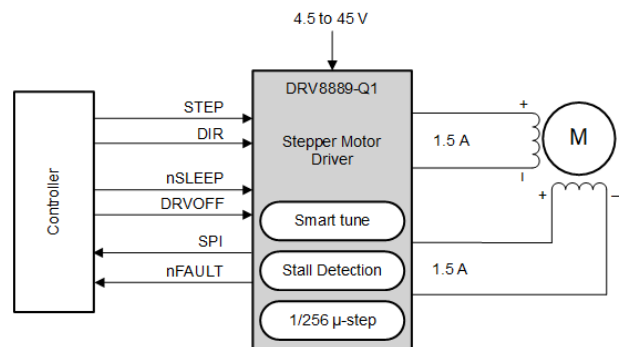 4.5 to 45 V
DRV8889-Q1
Stepper Motor
Driver
Controller
STEP
DIR
nSLEEP
DRVOFF
SPI
nFAULT
Smart tune
Stall Detection
1/256 µ-step
+
1.5 A
–
M
+
–
1.5 A